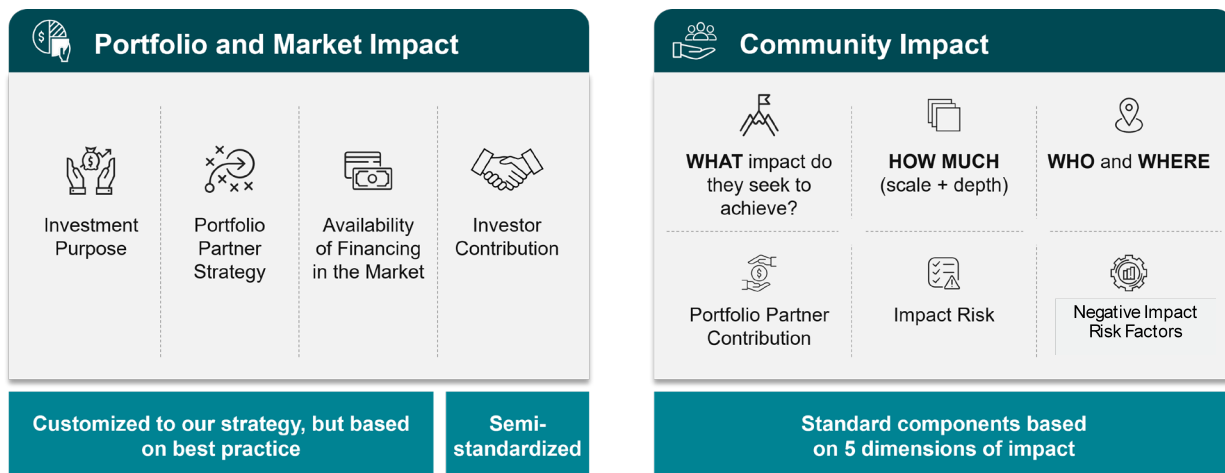 Portfolio and Market Impact
Investment
Purpose
Portfolio
Partner
Strategy
Availability
of Financing
in the Market
Investor
Contribution
Customized to our strategy, but based
on best practice
Semi-
standardized
Community Impact
WHAT impact do
they seek to
achieve?
HOW MUCH
(scale + depth)
WHO and WHERE
Portfolio Partner
Contribution
Impact Risk
Negative Impact
Risk Factors
Standard components based
on 5 dimensions of impact